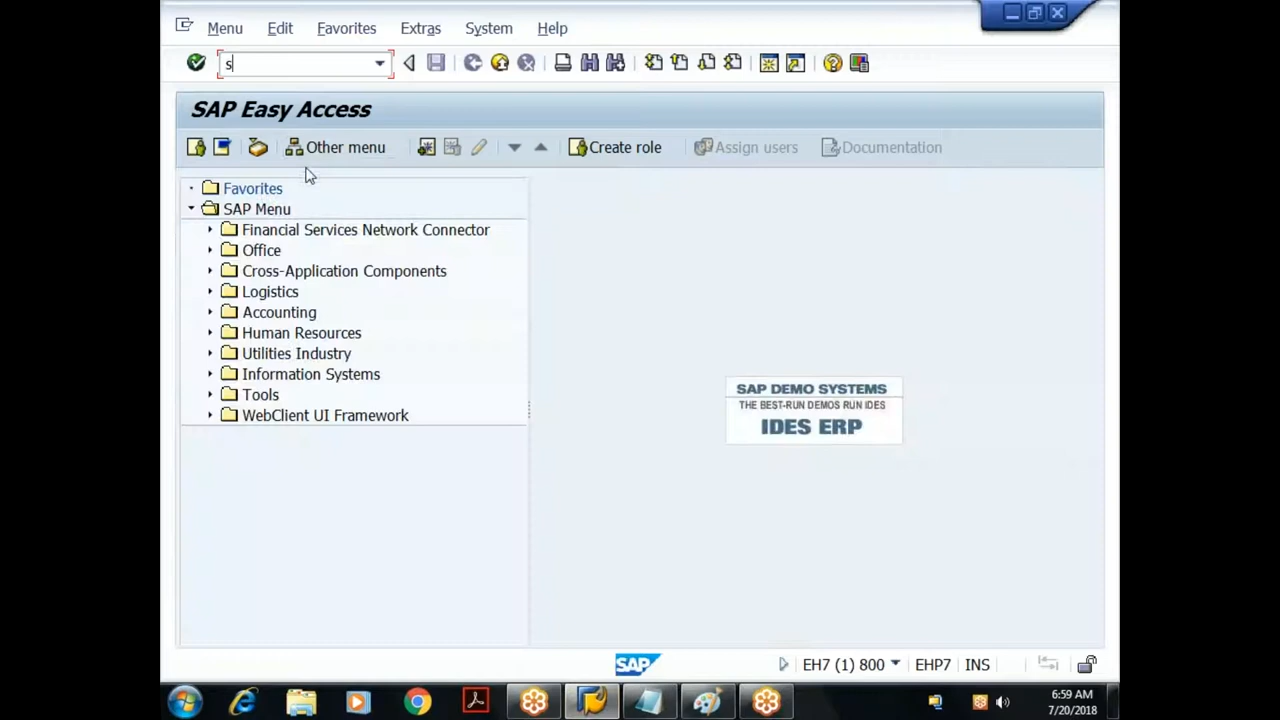 Menu Edit Favorites Extras System Help
s
SAP Easy Access
Other menu Create role Assign users Documentation
Favorites
SAP Menu
Financial Services Network Connector
Office
Cross-Application Components
Logistics
Accounting
Human Resources
Utilities Industry
Information Systems
Tools
WebClient UI Framework
SAP DEMO SYSTEMS
THE BEST-RUN DEMOS RUN IDES
IDES ERP
SAP EH7 (1) 800 EHP7 INS
6:59 AM
7/20/2018